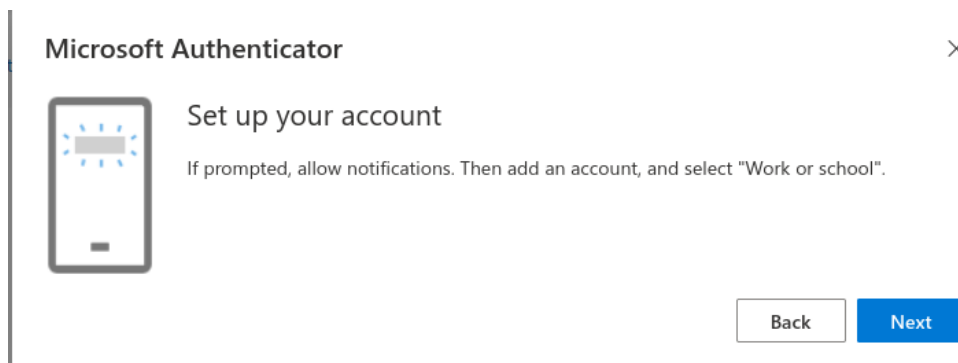 Microsoft Authenticator
Set up your account
If prompted, allow notifications. Then add an account, and select "Work or school".
Back
Next